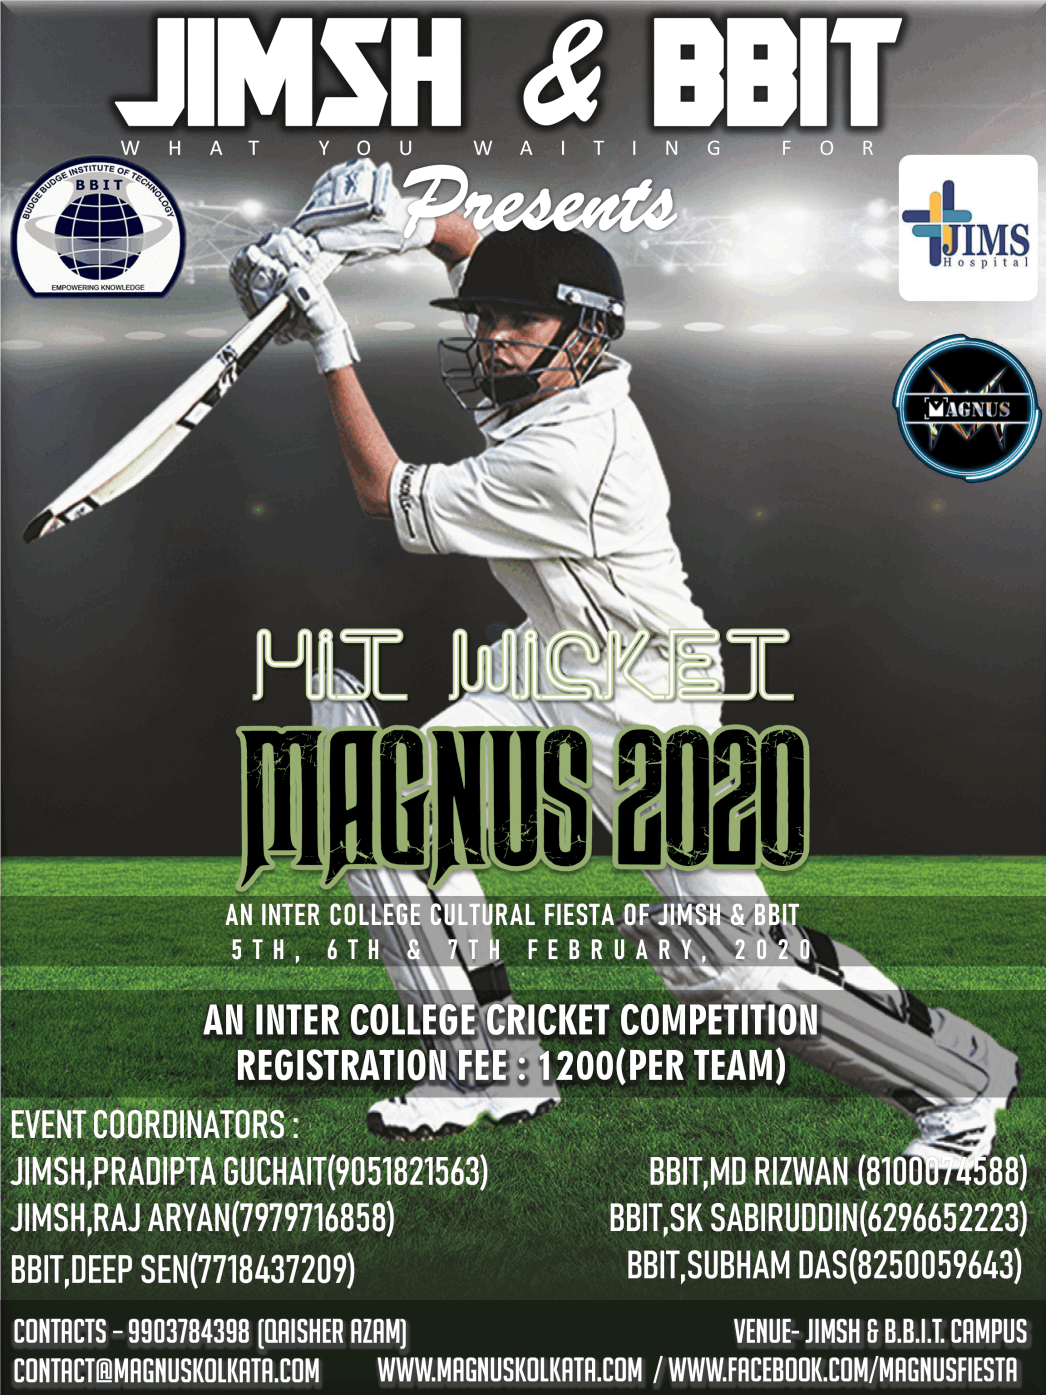 JIMSH & BBIT
WHAT YOU WAITING FOR
Presents
BUDGE BUDGE INSTITUTE OF TECHNOLOGY
BBIT
EMPOWERING KNOWLEDGE
JIMS
Hospital
MAGNUS
HIT WICKET
MAGNUS 2020
AN INTER COLLEGE CULTURAL FIESTA OF JIMSH & BBIT
5TH, 6TH & 7TH FEBRUARY, 2020
AN INTER COLLEGE CRICKET COMPETITION
REGISTRATION FEE : 1200(PER TEAM)
EVENT COORDINATORS :
JIMSH,PRADIPTA GUCHAIT(9051821563)
BBIT,MD RIZWAN (8100074588)
JIMSH,RAJ ARYAN(7979716858)
BBIT,SK SABIRUDDIN(6296652223)
BBIT,DEEP SEN(7718437209)
BBIT,SUBHAM DAS(8250059643)
CONTACTS - 9903784398 (QAISHER AZAM)
VENUE- JIMSH & B.B.I.T. CAMPUS
CONTACT@MAGNUSKOLKATA.COM
WWW.MAGNUSKOLKATA.COM / WWW.FACEBOOK.COM/MAGNUSFIESTA